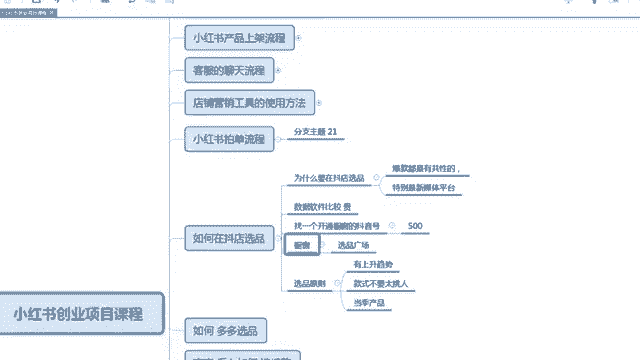 小红书产品上架流程
客服的聊天流程
店铺营销工具的使用方法
小红书拍单流程
分支主题 21
如何在抖店选品
为什么要在抖店选品
爆款都是有共性的，
特别是新媒体平台
数据软件比较 贵
找一个开通橱窗的抖音号
500
橱窗
选品广场
选品原则
有上升趋势
款式不要太挑人
当季产品
小红书创业项目课程
如何 多多选品